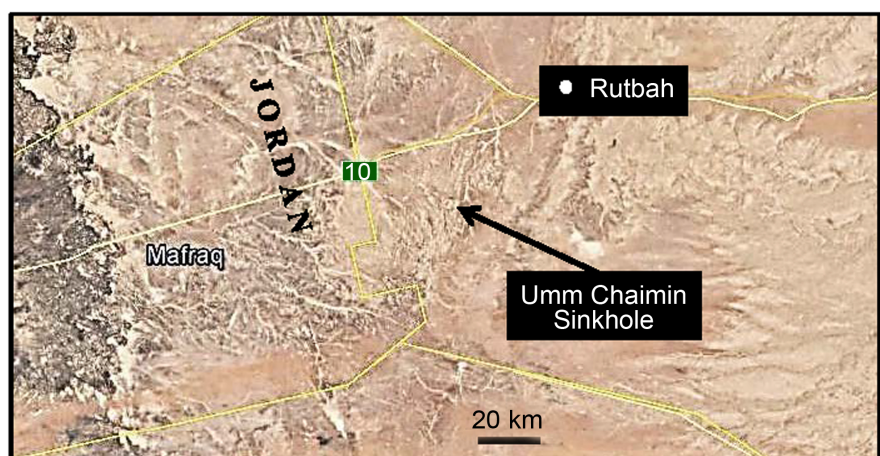 Rutbah
JORDAN
10
Mafraq
Umm Chaimin
Sinkhole
20 km